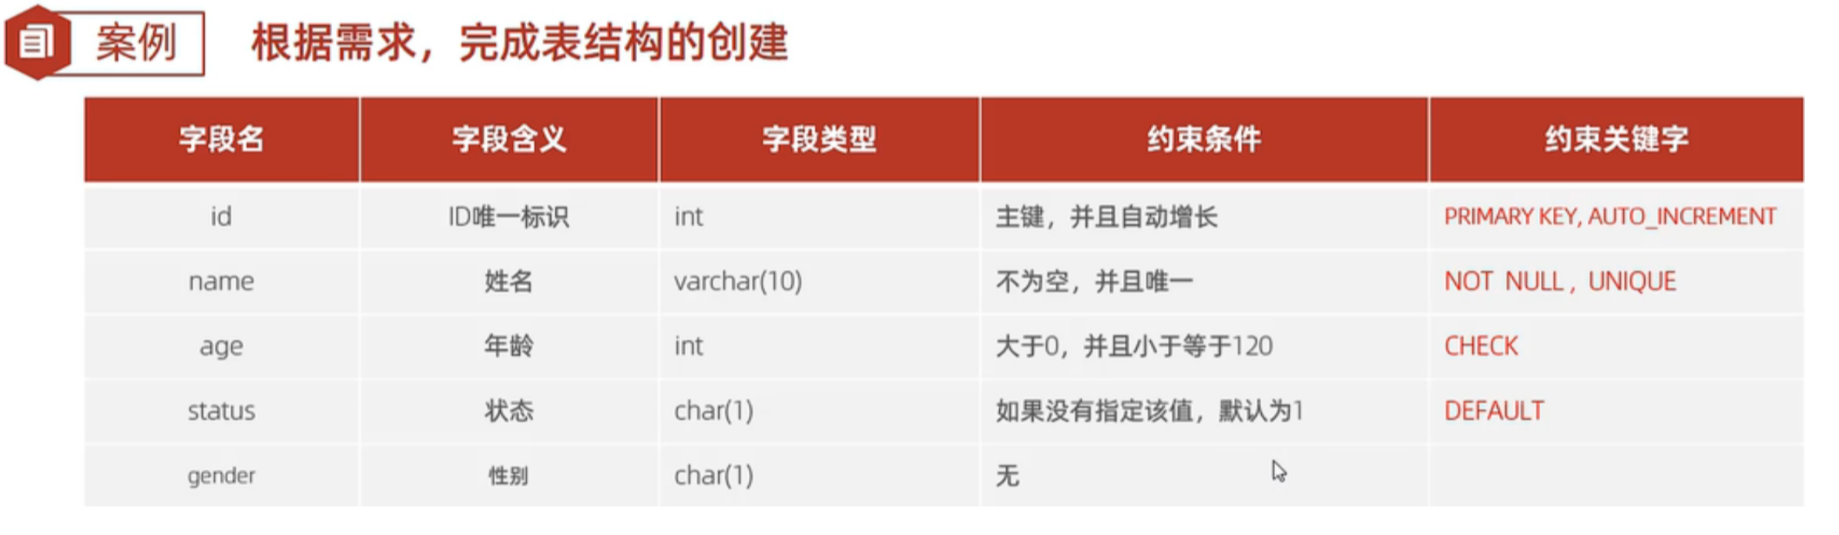 案例 根据需求，完成表结构的创建
字段名 字段含义 字段类型 约束条件 约束关键字
id ID唯一标识 int 主键，并且自动增长 PRIMARY KEY, AUTO_INCREMENT
name 姓名 varchar(10) 不为空，并且唯一 NOT NULL , UNIQUE
age 年龄 int 大于0，并且小于等于120 CHECK
status 状态 char(1) 如果没有指定该值，默认为1 DEFAULT
gender 性别 char(1) 无